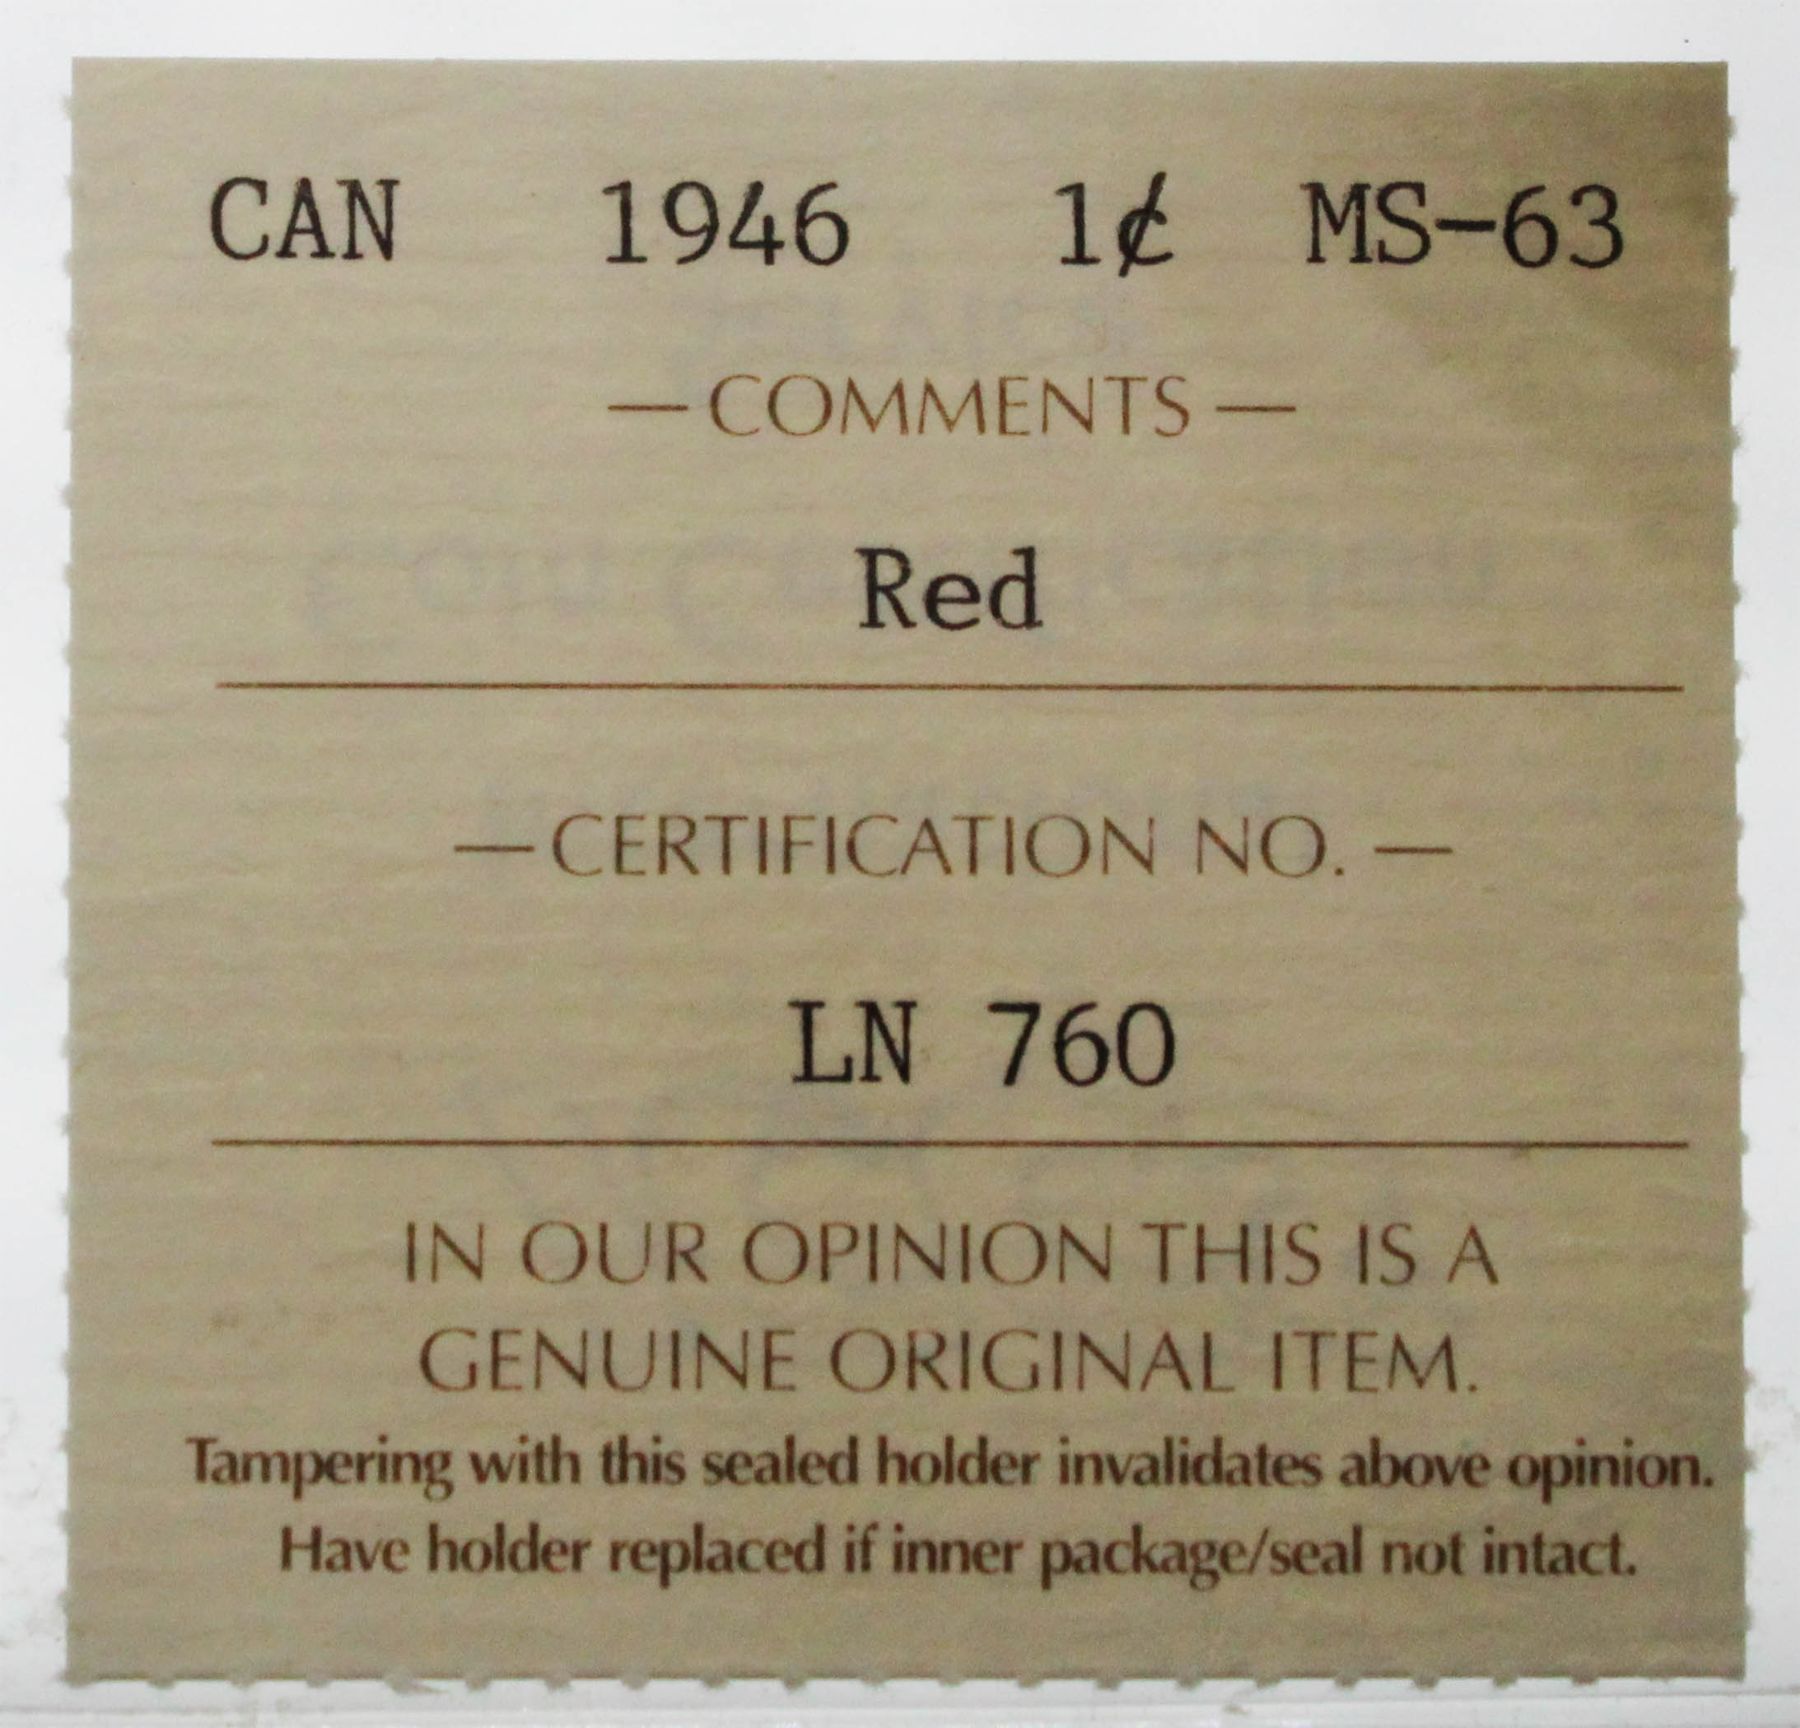 CAN 1946 1¢ MS-63
— COMMENTS —
Red
— CERTIFICATION NO. —
LN 760
IN OUR OPINION THIS IS A
GENUINE ORIGINAL ITEM.
Tampering with this sealed holder invalidates above opinion.
Have holder replaced if inner package/seal not intact.